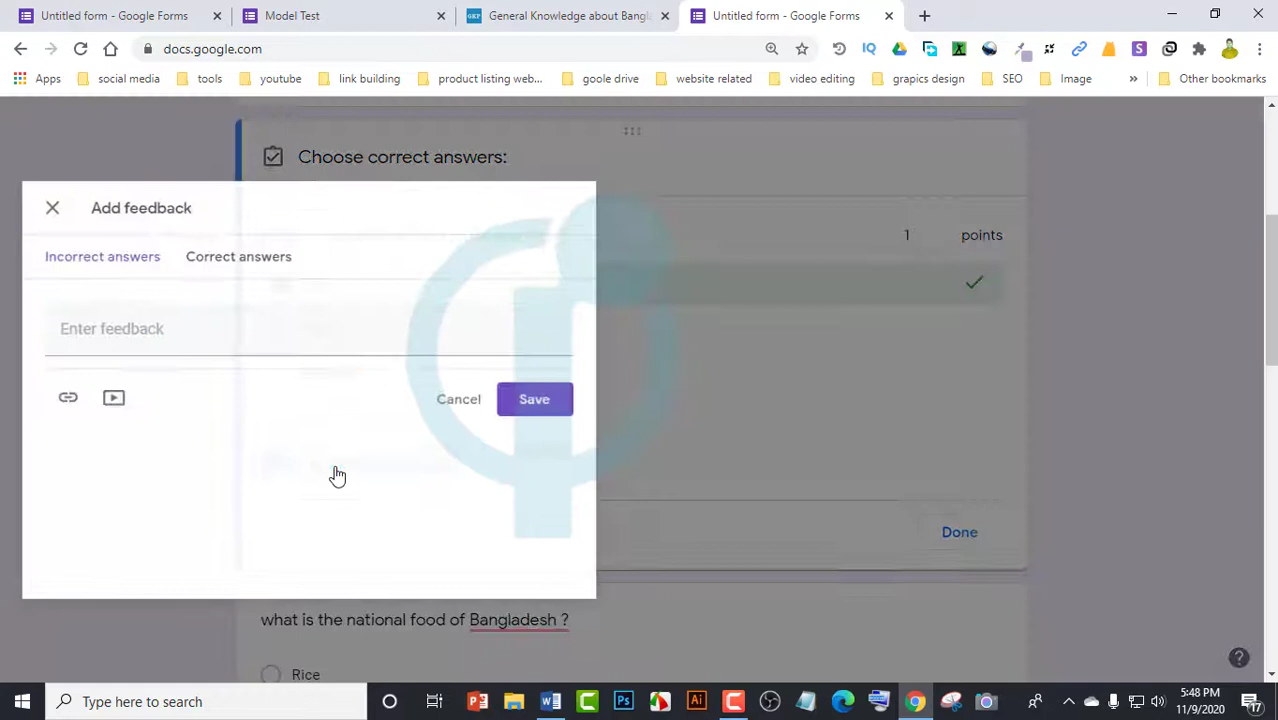 Untitled form - Google Forms
Model Test
General Knowledge about Bangl
Untitled form - Google Forms
docs.google.com
Apps
social media
tools
youtube
link building
product listing web...
goole drive
website related
video editing
grapics design
SEO
Image
Other bookmarks
Choose correct answers:
Add feedback
1
points
Incorrect answers
Correct answers
Enter feedback
Cancel
Save
Done
what is the national food of Bangladesh ?
Rice
Type here to search
5:48 PM
11/9/2020
17